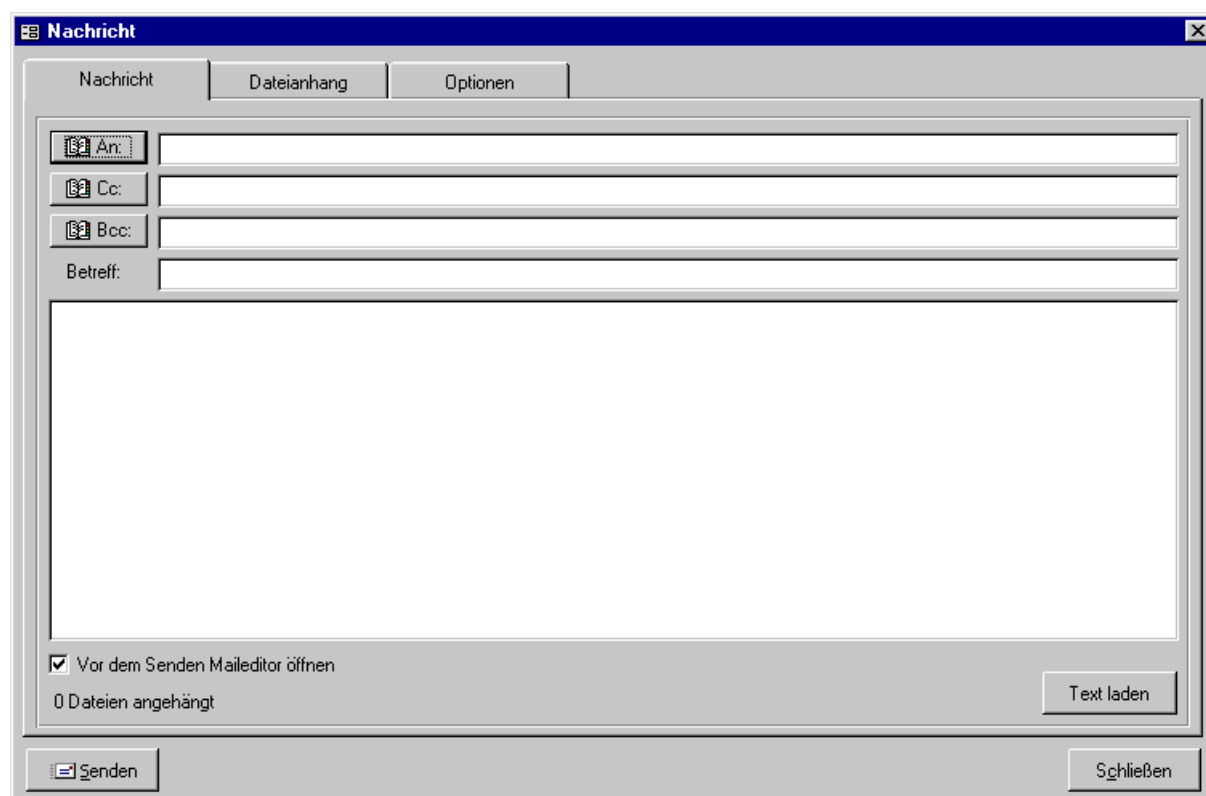 Nachricht
Nachricht Dateianhang Optionen
An:
Cc:
Bcc:
Betreff:
Vor dem Senden Maileditor öffnen
0 Dateien angehängt
Text laden
Senden Schließen